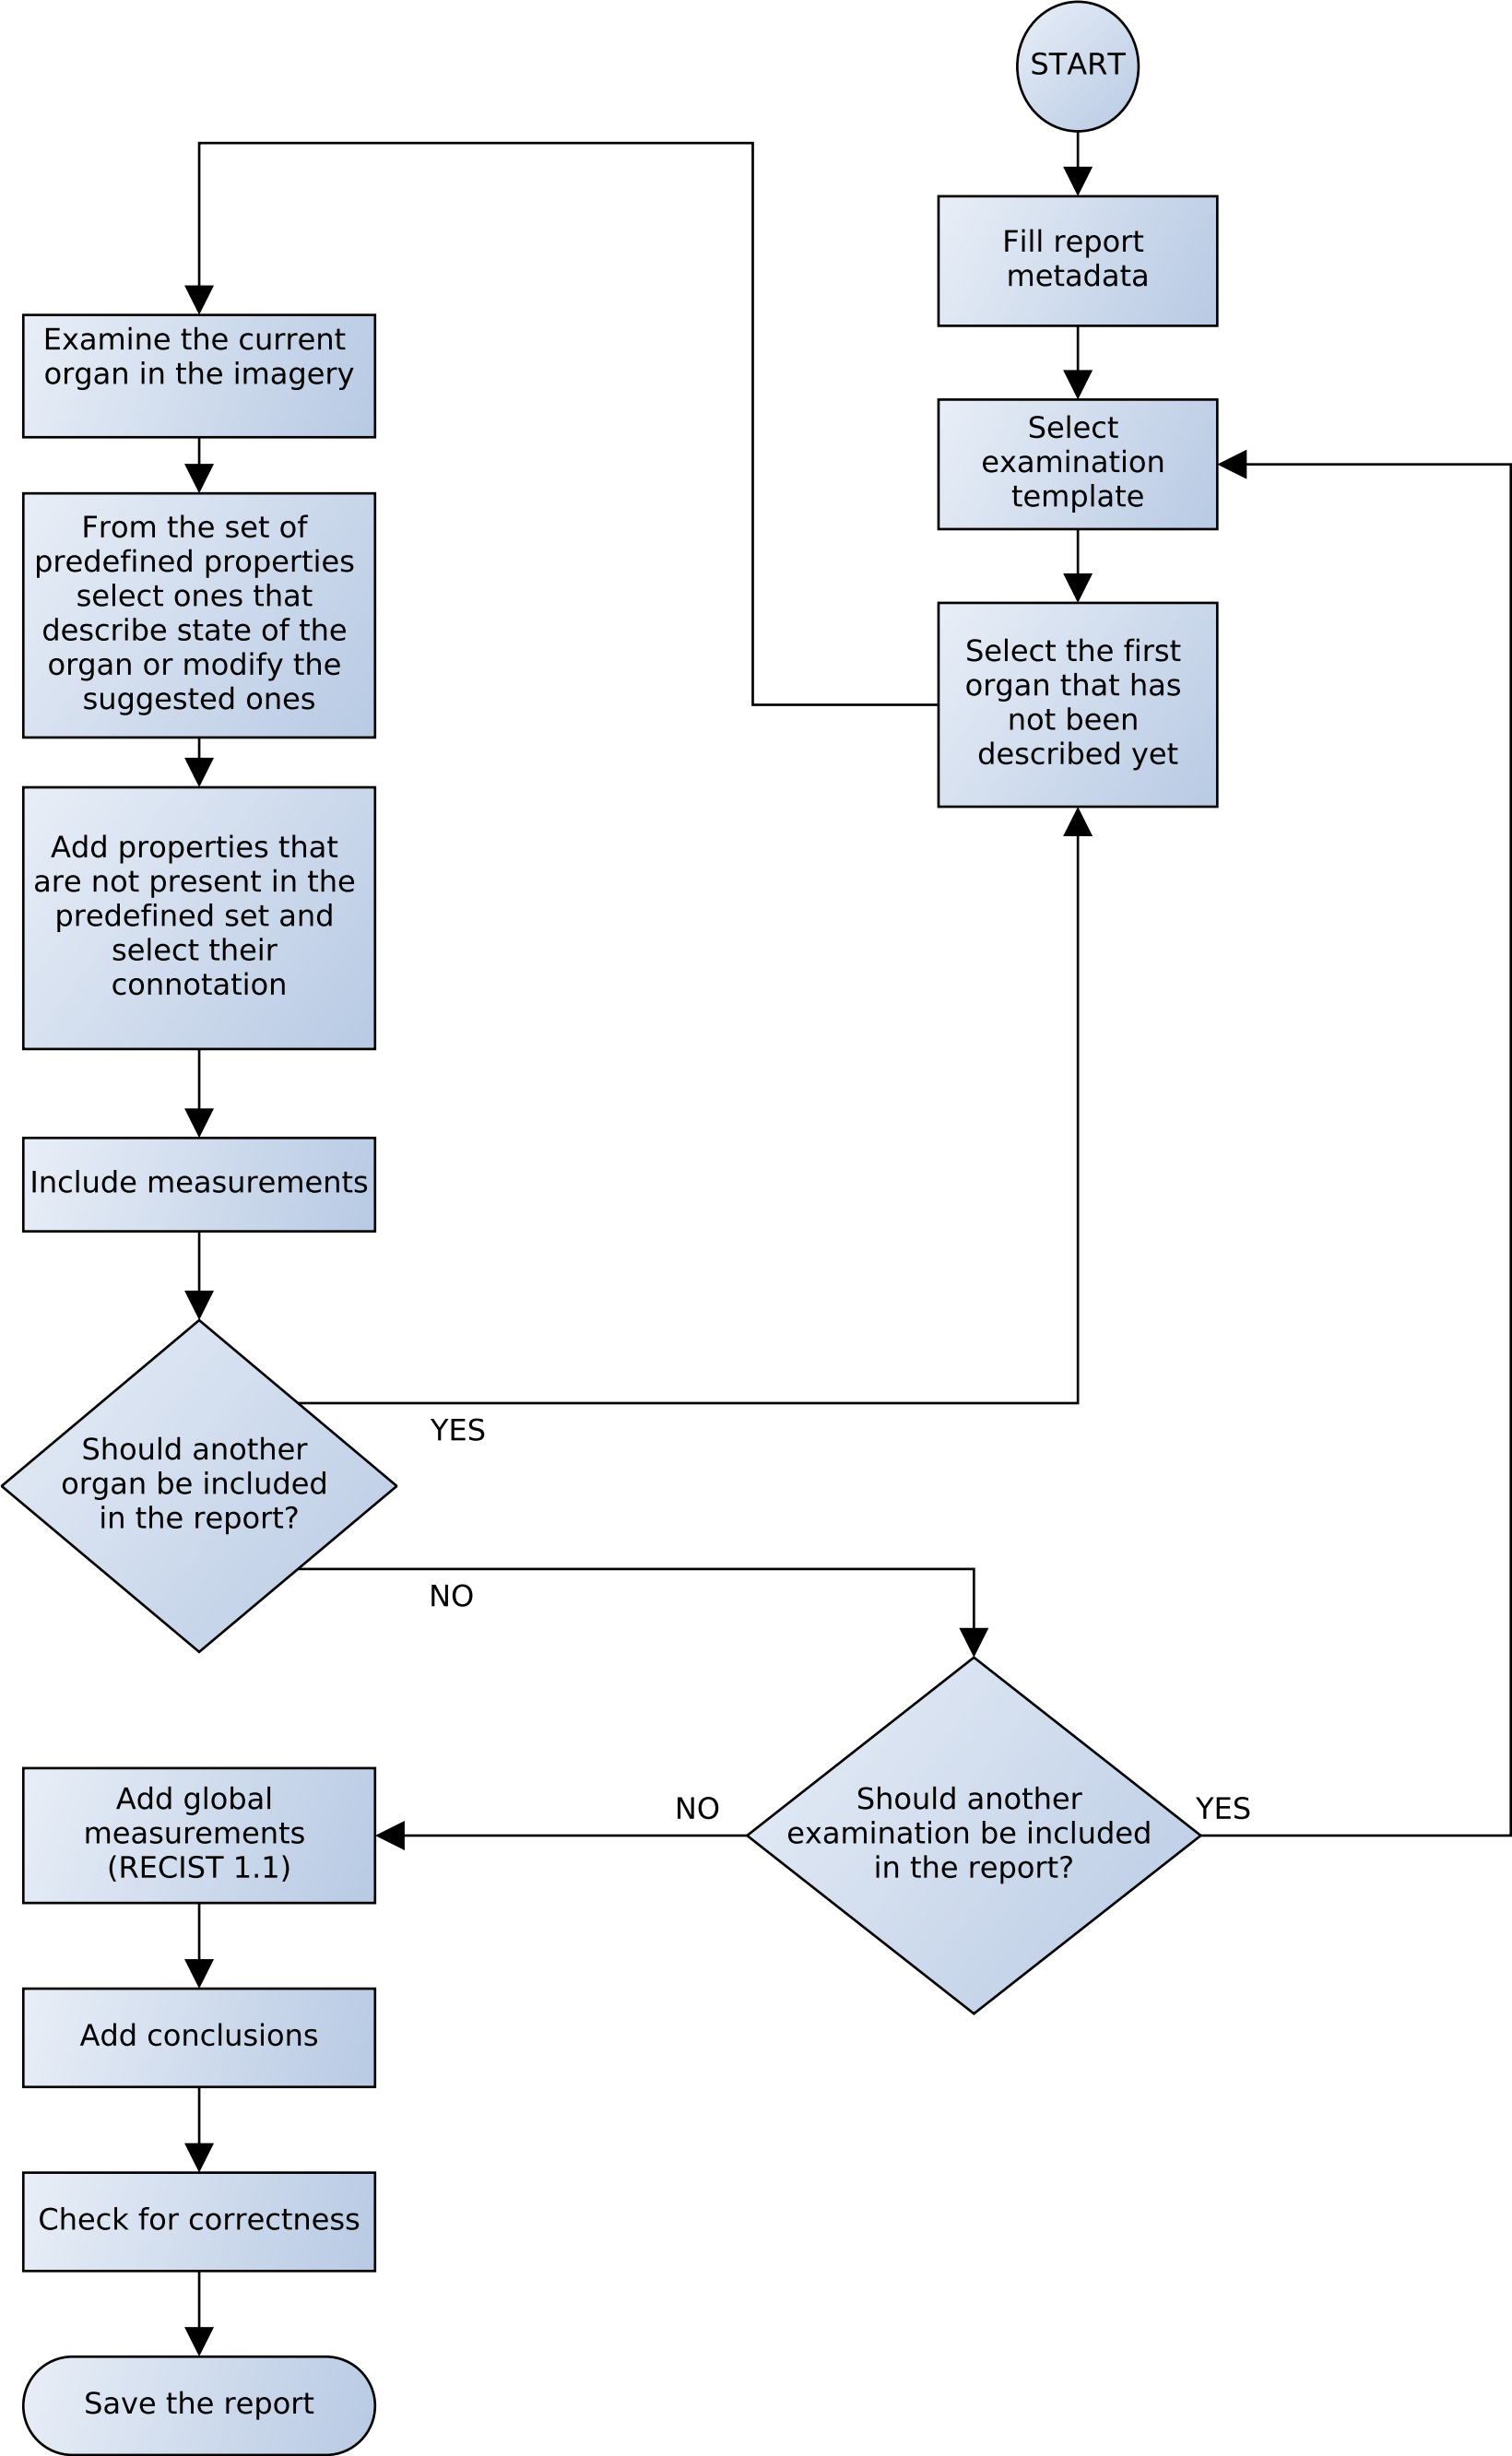 START
Fill report
metadata
Select
examination
template
Select the first
organ that has
not been
described yet
Examine the current
organ in the imagery
From the set of
predefined properties
select ones that
describe state of the
organ or modify the
suggested ones
Add properties that
are not present in the
predefined set and
select their
connotation
Include measurements
Should another
organ be included
in the report?
YES
NO
Should another
examination be included
in the report?
YES
NO
Add global
measurements
(RECIST 1.1)
Add conclusions
Check for correctness
Save the report